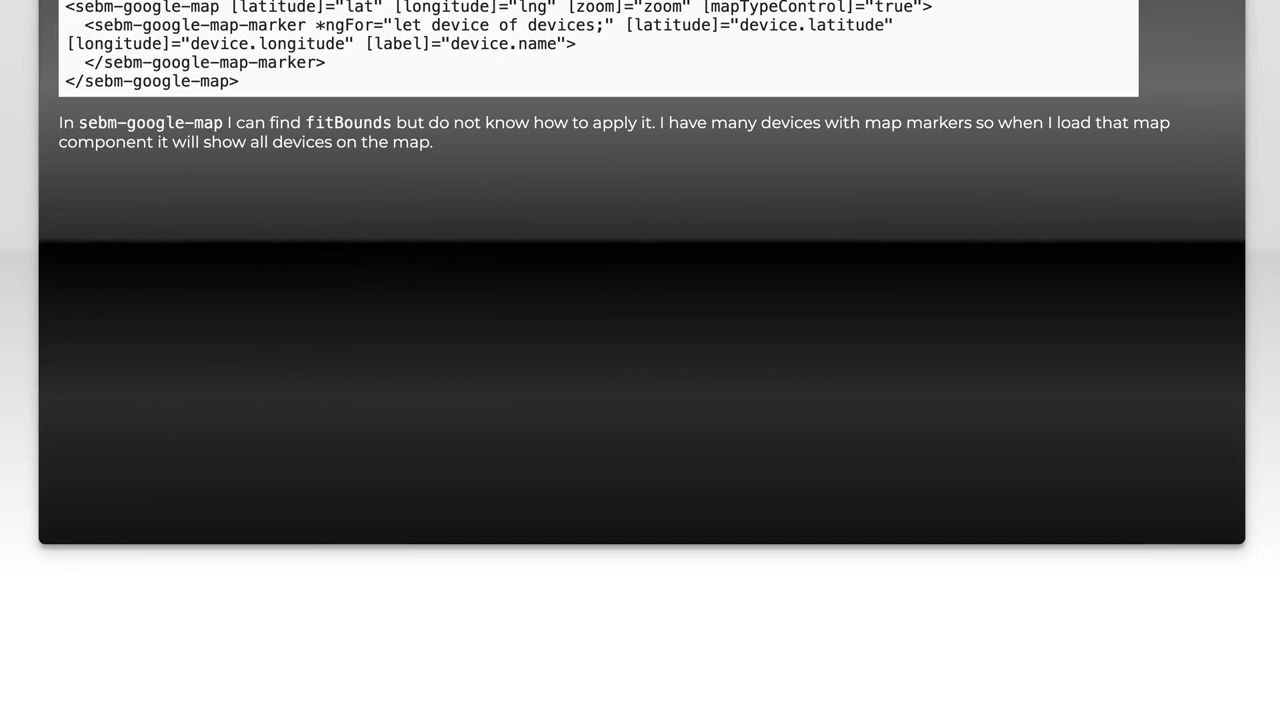 <sebm-google-map [latitude]="lat" [longitude]="lng" [zoom]="zoom" [mapTypeControl]="true">
  <sebm-google-map-marker *ngFor="let device of devices;" [latitude]="device.latitude"
[longitude]="device.longitude" [label]="device.name">
  </sebm-google-map-marker>
</sebm-google-map>
In sebm-google-map I can find fitBounds but do not know how to apply it. I have many devices with map markers so when I load that map
component it will show all devices on the map.